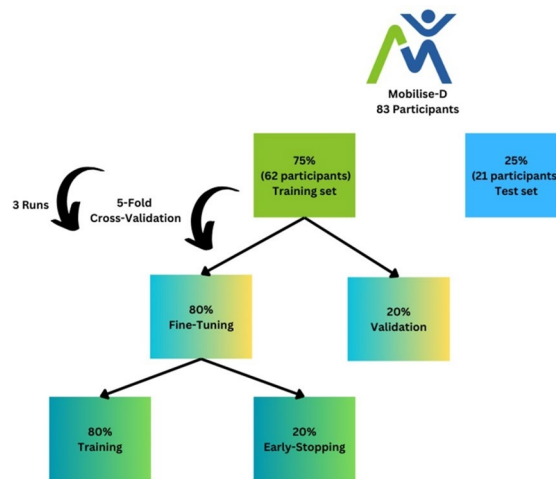 Mobilise-D
83 Participants
75%
(62 participants)
Training set
25%
(21 participants)
Test set
3 Runs
5-Fold
Cross-Validation
80%
Fine-Tuning
20%
Validation
80%
Training
20%
Early-Stopping